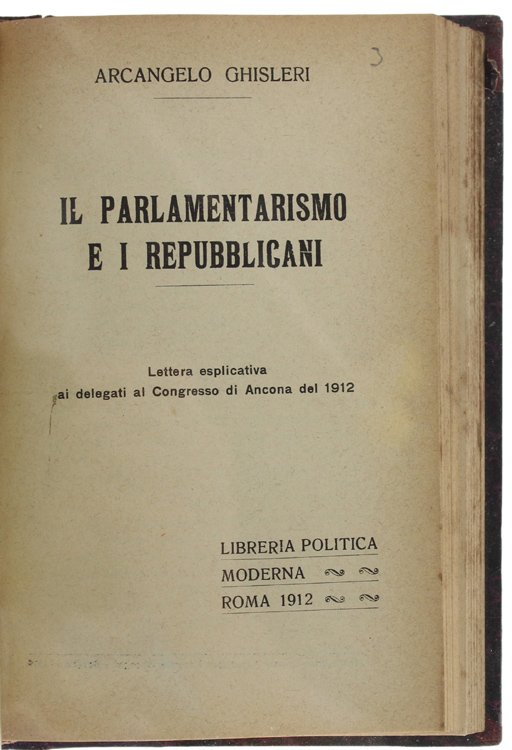 3
ARCANGELO GHISLERI
IL PARLAMENTARISMO
E I REPUBBLICANI
Lettera esplicativa
ai delegati al Congresso di Ancona del 1912
LIBRERIA POLITICA
MODERNA
ROMA 1912